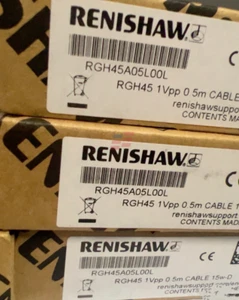 RENISHAW
RGH45A05L00L
RGH45 1Vpp 0.5m CABLE
renishawsupport
CONTENTS MAD
RENISHAW
RGH45A05L00L
RGH45 1Vpp 0.5m CABLE
renishawsupport
CONTENTS MA
RENISHAW.
RGH45A05L00L
RGH45 1Vpp 0.5m CABLE 15w-D